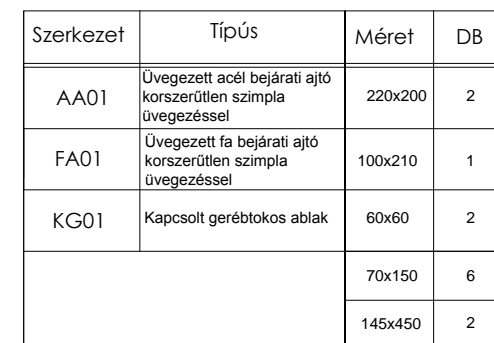 Szerkezet Típús Méret DB
AA01 Üvegezett acél bejárati ajtó
korszerűtlen szimpla
üvegezéssel 220x200 2
FA01 Üvegezett fa bejárati ajtó
korszerűtlen szimpla
üvegezéssel 100x210 1
KG01 Kapcsolt gerébtokos ablak 60x60 2
70x150 6
145x450 2